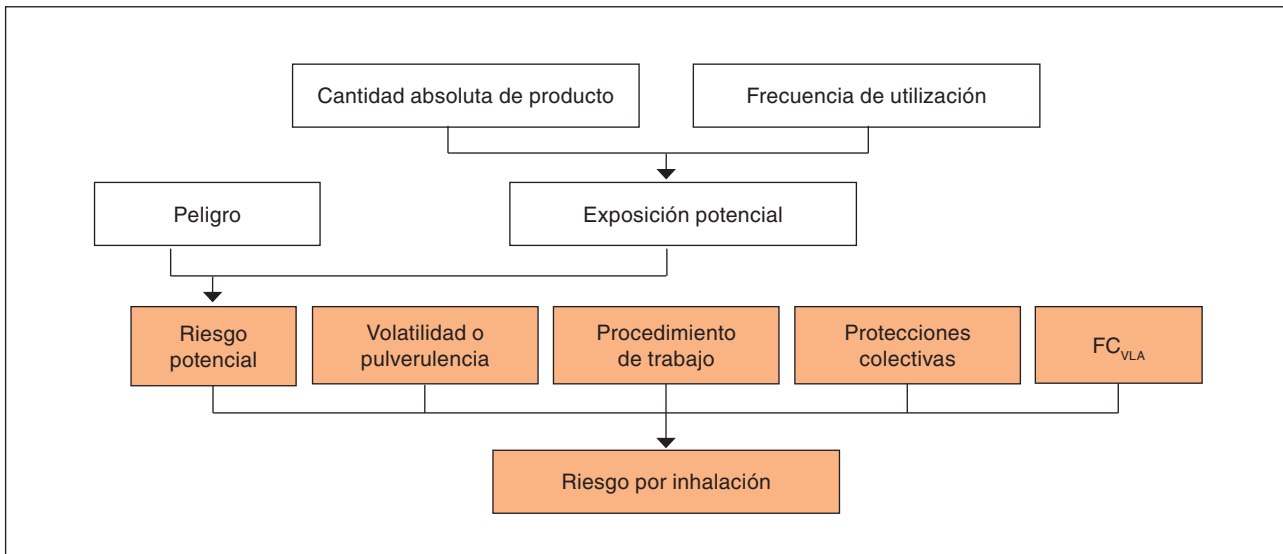 Cantidad absoluta de producto
Frecuencia de utilización
Peligro
Exposición potencial
Riesgo
potencial
Volatilidad o
pulverulencia
Procedimiento
de trabajo
Protecciones
colectivas
FC_VLA
Riesgo por inhalación